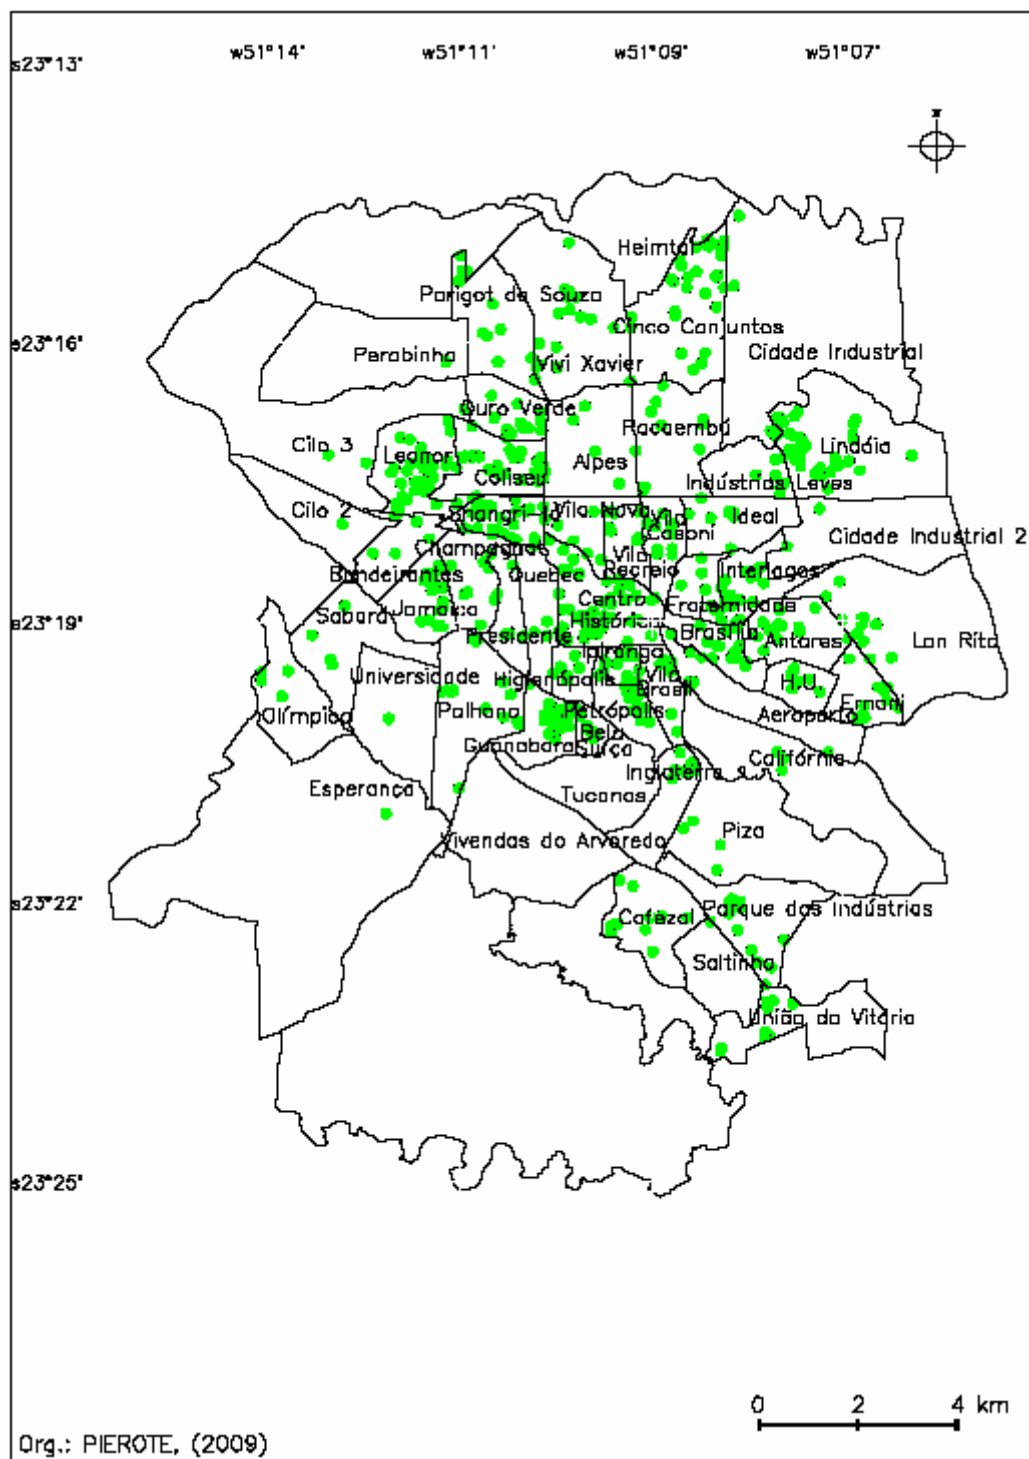 w51°14' w51°11' w51°09' w51°07'
s23°13'
Heimtal
Parigot de Souza
Cinco Conjuntos
s23°16'
Perobinha
Vivi Xavier
Cidade Industrial
Ouro Verde
Pacaembú
Cilo 3
Leonor
Alpes
Lindóia
Coliseu
Indústrias Leves
Cilo 2
Shangri-lá
Vila Nova
Vila
Casoni
Ideal
Cidade Industrial 2
Champagnat
Vila
Recreio
Bandeirantes
Quebec
Interlagos
Sabará
Jamaica
Centro
Histórico
Fraternidade
s23°19'
Presidente
Brasília
Antares
Lon Rita
Ipiranga
Universidade
Higienópolis
Vila
Brasil
H.U.
Ernani
Olímpico
Palhano
Petrópolis
Aeroporto
Guanabara
Bela
Suíça
Califórnia
Inglaterra
Esperança
Tucanos
Vivendas do Arvoredo
Piza
s23°22'
Cafezal
Parque das Indústrias
Saltinho
União da Vitória
s23°25'
0 2 4 km
Org.: PIEROTE, (2009)